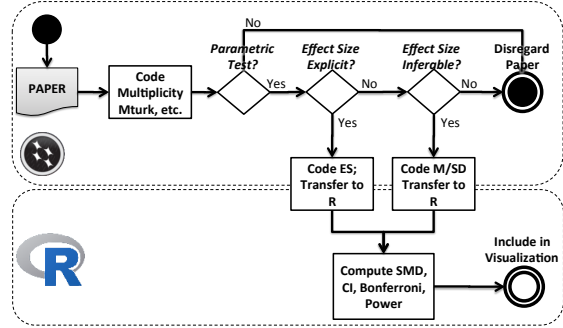 No
Parametric
Test?
Effect Size
Explicit?
Effect Size
Inferable?
Disregard
Paper
PAPER
Code
Multiplicity
Mturk, etc.
Yes
No
No
Yes
Yes
Code ES;
Transfer to
R
Code M/SD
Transfer to
R
R
Compute SMD,
CI, Bonferroni,
Power
Include in
Visualization